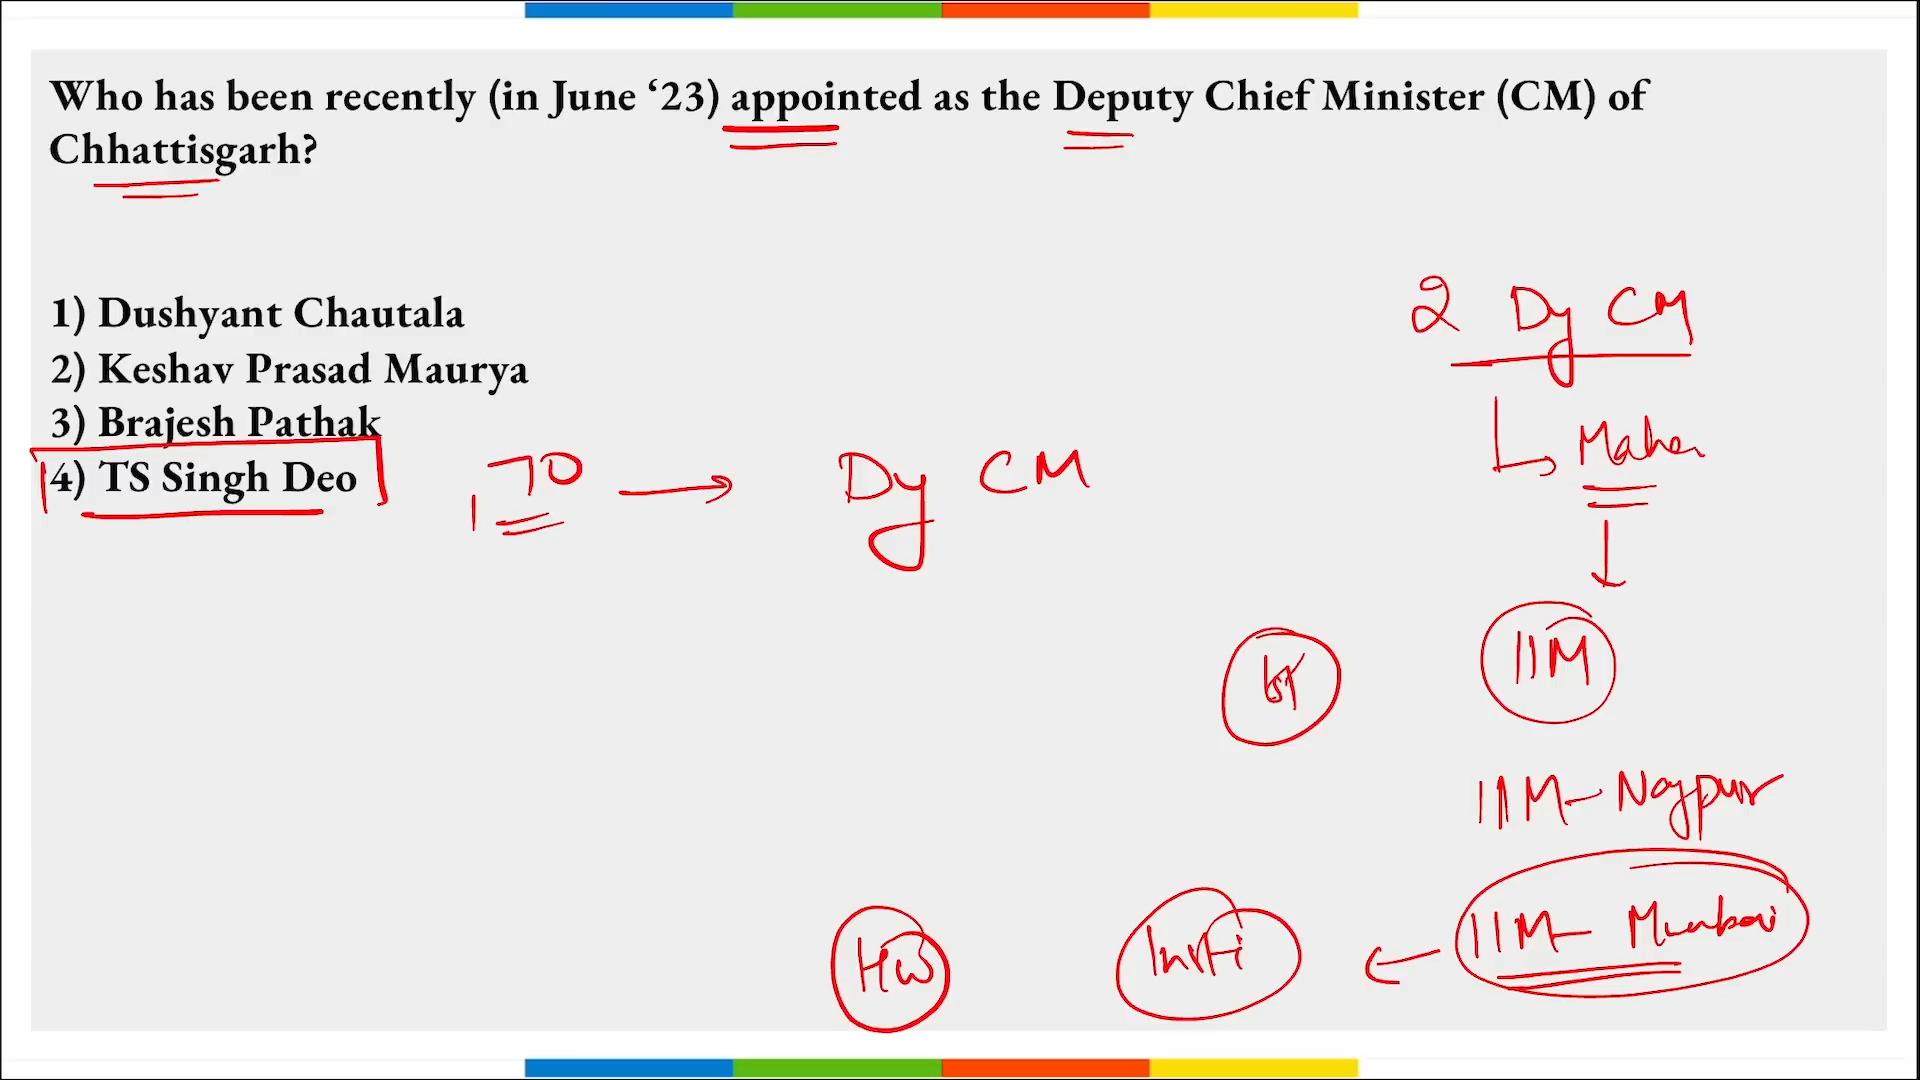 Who has been recently (in June ‘23) appointed as the Deputy Chief Minister (CM) of
Chhattisgarh?
1) Dushyant Chautala
2) Keshav Prasad Maurya
3) Brajesh Pathak
4) TS Singh Deo
70 → Dy CM
2 Dy CM
IIM
IIM- Nagpur
IIM- Mumbai
HW